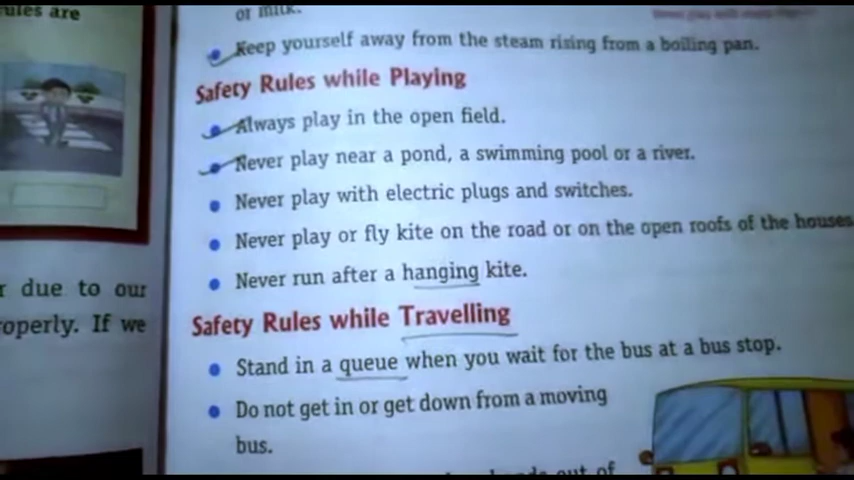 ules are
or milk.
Keep yourself away from the steam rising from a boiling pan.
Safety Rules while Playing
Always play in the open field.
Never play near a pond, a swimming pool or a river.
Never play with electric plugs and switches.
Never play or fly kite on the road or on the open roofs of the houses
Never run after a hanging kite.
r due to our
operly. If we
Safety Rules while Travelling
Stand in a queue when you wait for the bus at a bus stop.
Do not get in or get down from a moving
bus.
out of